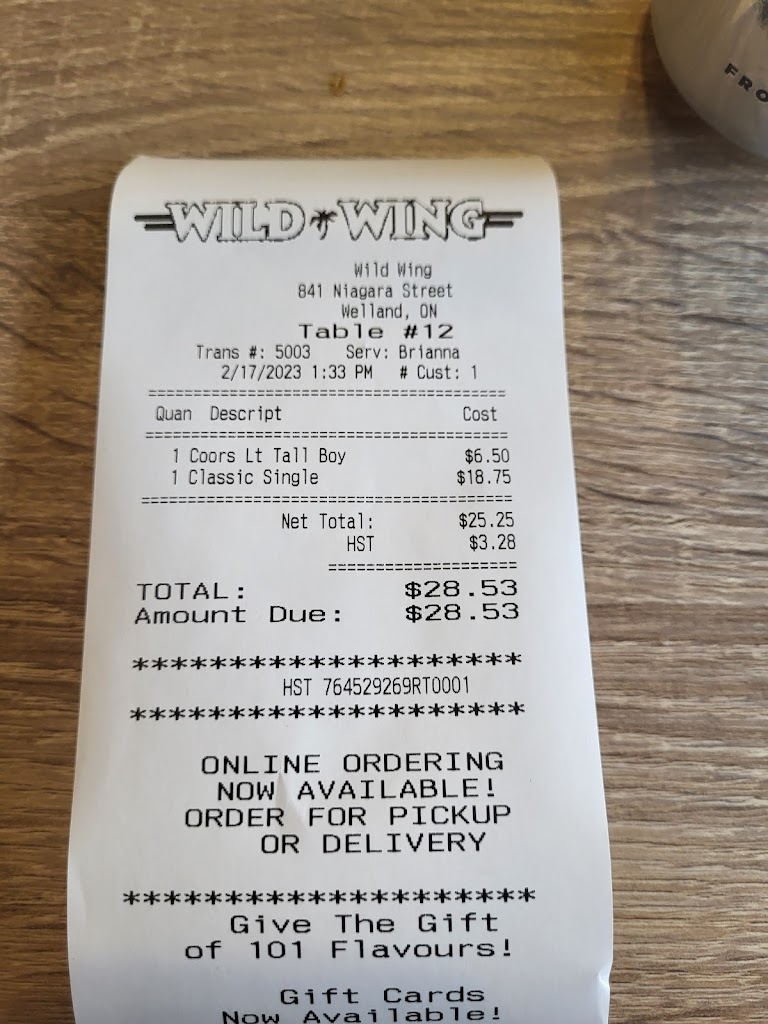 FRO
WILD WING
Wild Wing
841 Niagara Street
Welland, ON
Table #12
Trans #: 5003 Serv: Brianna
2/17/2023 1:33 PM # Cust: 1
======================================
Quan Descript Cost
======================================
1 Coors Lt Tall Boy $6.50
1 Classic Single $18.75
======================================
Net Total: $25.25
HST $3.28
====================
TOTAL: $28.53
Amount Due: $28.53
********************
HST 764529269RT0001
********************
ONLINE ORDERING
NOW AVAILABLE!
ORDER FOR PICKUP
OR DELIVERY
********************
Give The Gift
of 101 Flavours!
Gift Cards
Now Available!